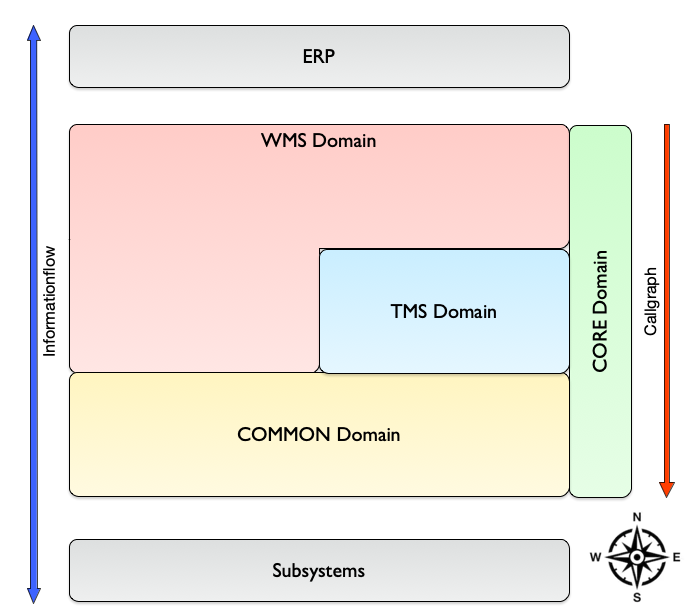 ERP
WMS Domain
TMS Domain
CORE Domain
COMMON Domain
Subsystems
Informationflow
Callgraph
N
W
E
S